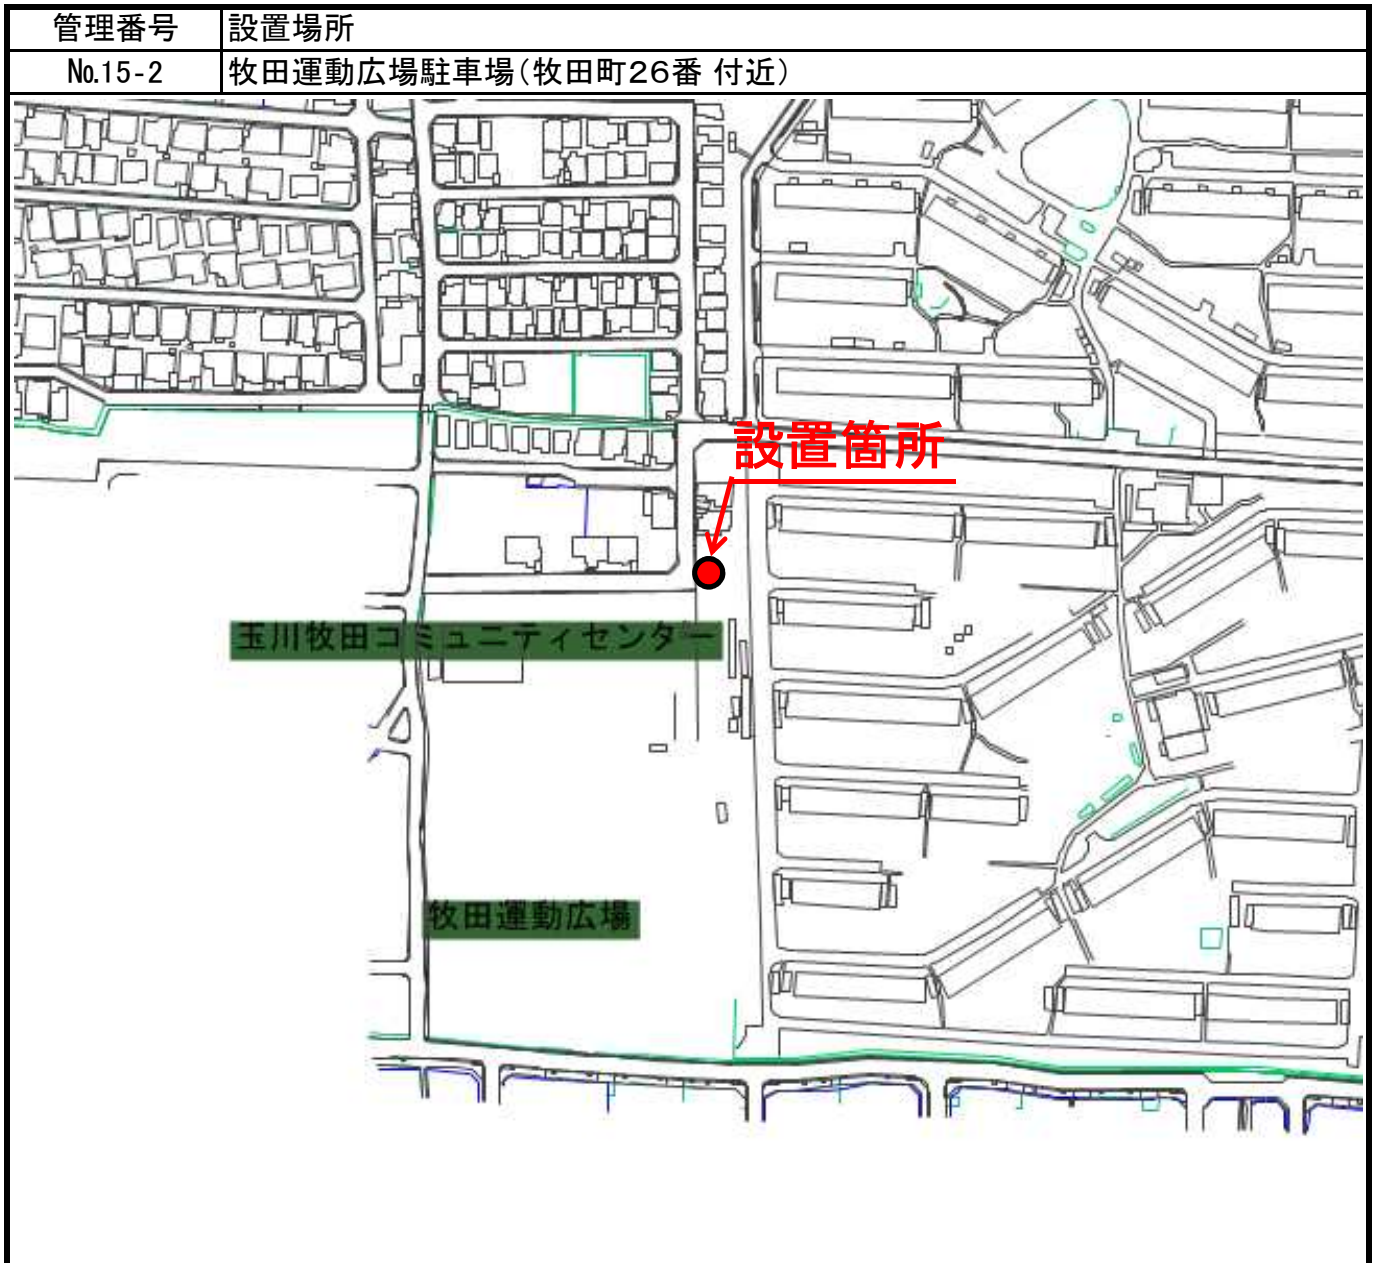 管理番号 設置場所
№15-2 牧田運動広場駐車場(牧田町26番 付近)
設置箇所
玉川牧田コミュニティセンター
牧田運動広場